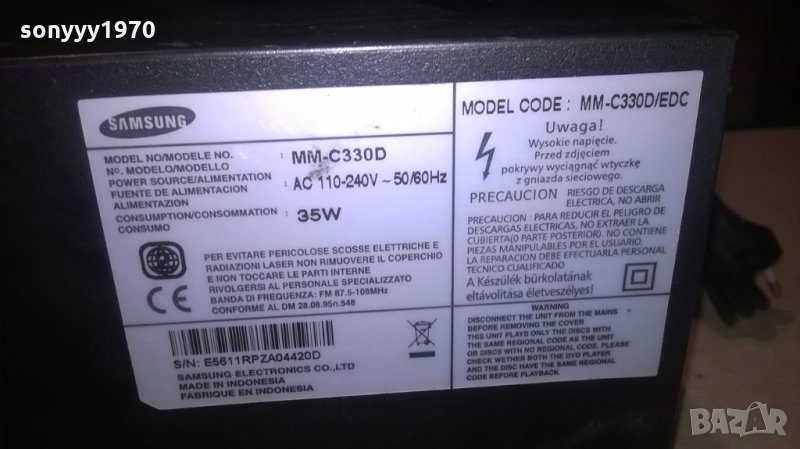 sonyyy1970
SAMSUNG
MODEL NO/MODELE NO.
Nº. MODELO/MODELLO : MM-C330D
POWER SOURCE/ALIMENTATION
FUENTE DE ALIMENTACION : AC 110-240V ~ 50/60Hz
ALIMENTAZION
CONSUMPTION/CONSOMMATION : 35W
CONSUMO
PER EVITARE PERICOLOSE SCOSSE ELETTRICHE E
RADIAZIONI LASER NON RIMUOVERE IL COPERCHIO
E NON TOCCARE LE PARTI INTERNE
RIVOLGERSI AL PERSONALE SPECIALIZZATO
BANDA DI FREQUENZA: FM 87.5-108MHz
CONFORME AL DM 28.08.95n.548
CE
S/N: E6611RPZA04420D
SAMSUNG ELECTRONICS CO.,LTD
MADE IN INDONESIA
FABRIQUE EN INDONESIA
MODEL CODE : MM-C330D/EDC
Uwaga!
Wysokie napięcie.
Przed zdjęciem
pokrywy wyciągnąć wtyczkę
z gniazda sieciowego.
PRECAUCION RIESGO DE DESCARGA
ELECTRICA, NO ABRIR
PRECAUCION : PARA REDUCIR EL PELIGRO DE
DESCARGAS ELECTRICAS, NO EXTRAER LA
CUBIERTA(O PARTE POSTERIOR). NO CONTIENE
PIEZAS MANIPULABLES POR EL USUARIO.
LA REPARACION DEBE EFECTUARLA PERSONAL
TECNICO CUALIFICADO
A Készülék bürkolatának
eltávolítása életveszélyes!
WARNING
DISCONNECT THE UNIT FROM THE MAINS
BEFORE REMOVING THE COVER
THIS UNIT PLAYS ONLY THE DISCS WITH
THE SAME REGIONAL CODE AS THE UNIT
OR DISCS WITH NO REGIONAL CODE. PLEASE
CHECK WETHER BOTH THE DVD PLAYER
AND THE DISC HAVE THE SAME REGIONAL
CODE BEFORE PLAYBACK
BAZAR